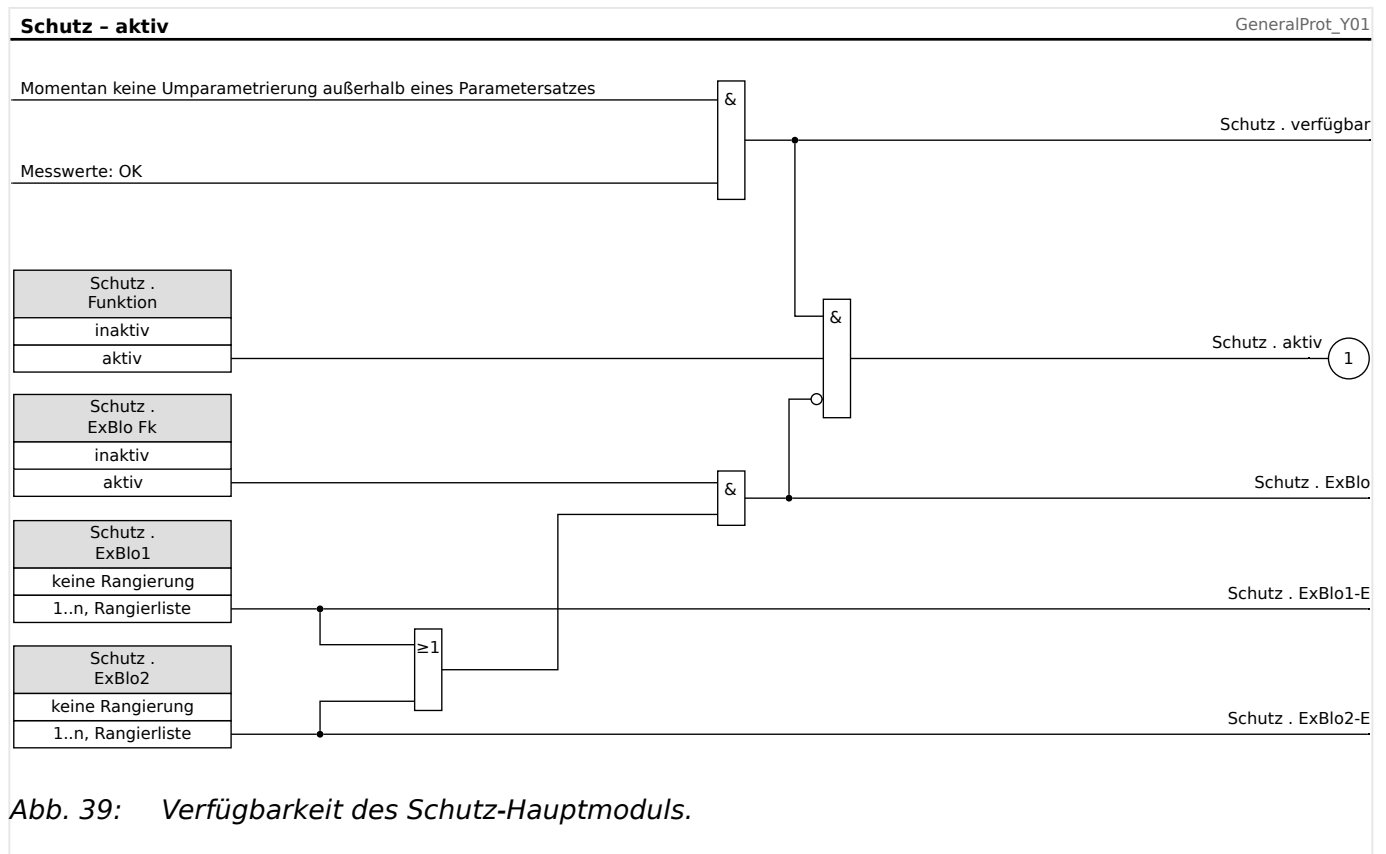 Schutz – aktiv
GeneralProt_Y01
Momentan keine Umparametrierung außerhalb eines Parametersatzes
&
Schutz . verfügbar
Messwerte: OK
Schutz .
Funktion
inaktiv
aktiv
&
Schutz . aktiv
1
Schutz .
ExBlo Fk
inaktiv
aktiv
&
Schutz . ExBlo
Schutz .
ExBlo1
keine Rangierung
1..n, Rangierliste
Schutz . ExBlo1-E
≥1
Schutz .
ExBlo2
keine Rangierung
1..n, Rangierliste
Schutz . ExBlo2-E
Abb. 39: Verfügbarkeit des Schutz-Hauptmoduls.